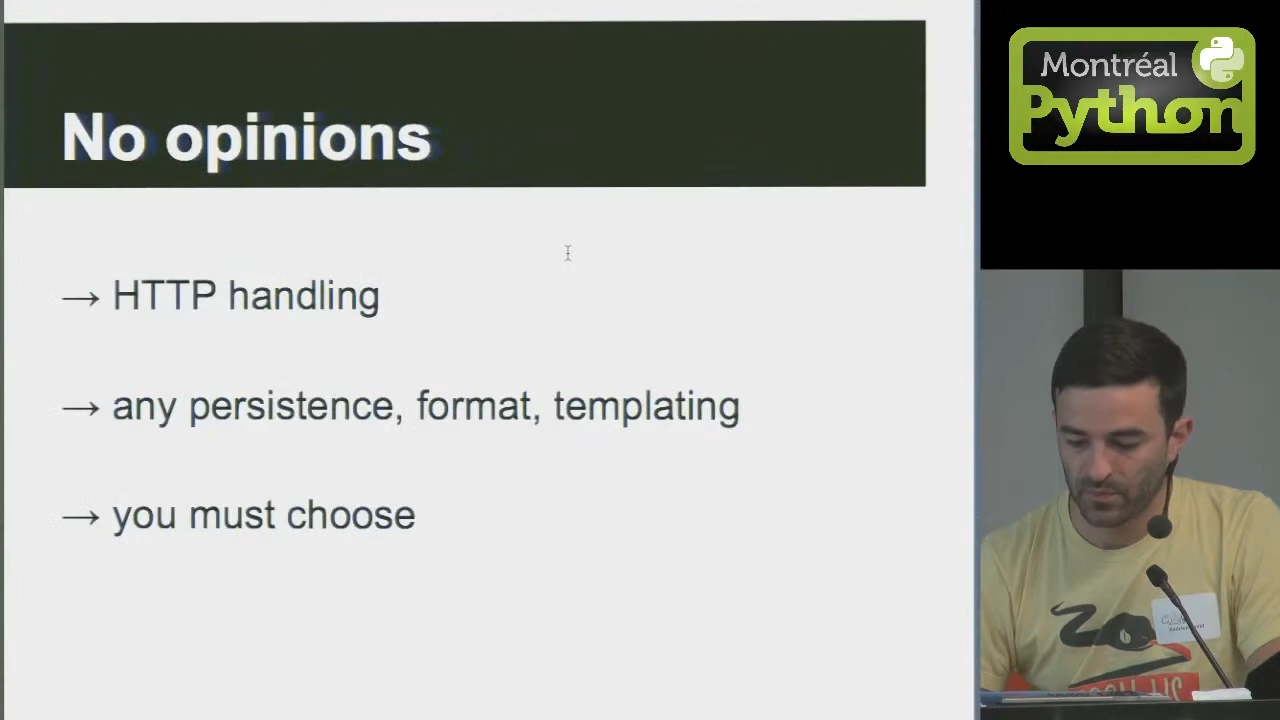 No opinions
→ HTTP handling
→ any persistence, format, templating
→ you must choose
Montréal
Python